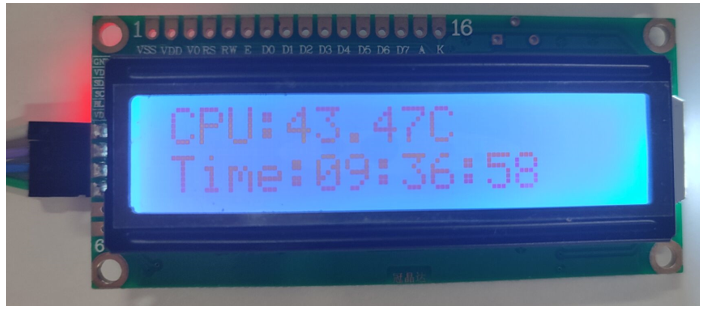 1 16
VSS VDD V0 RS RW E D0 D1 D2 D3 D4 D5 D6 D7 A K
CPU:43.47C
Time:09:36:58
6